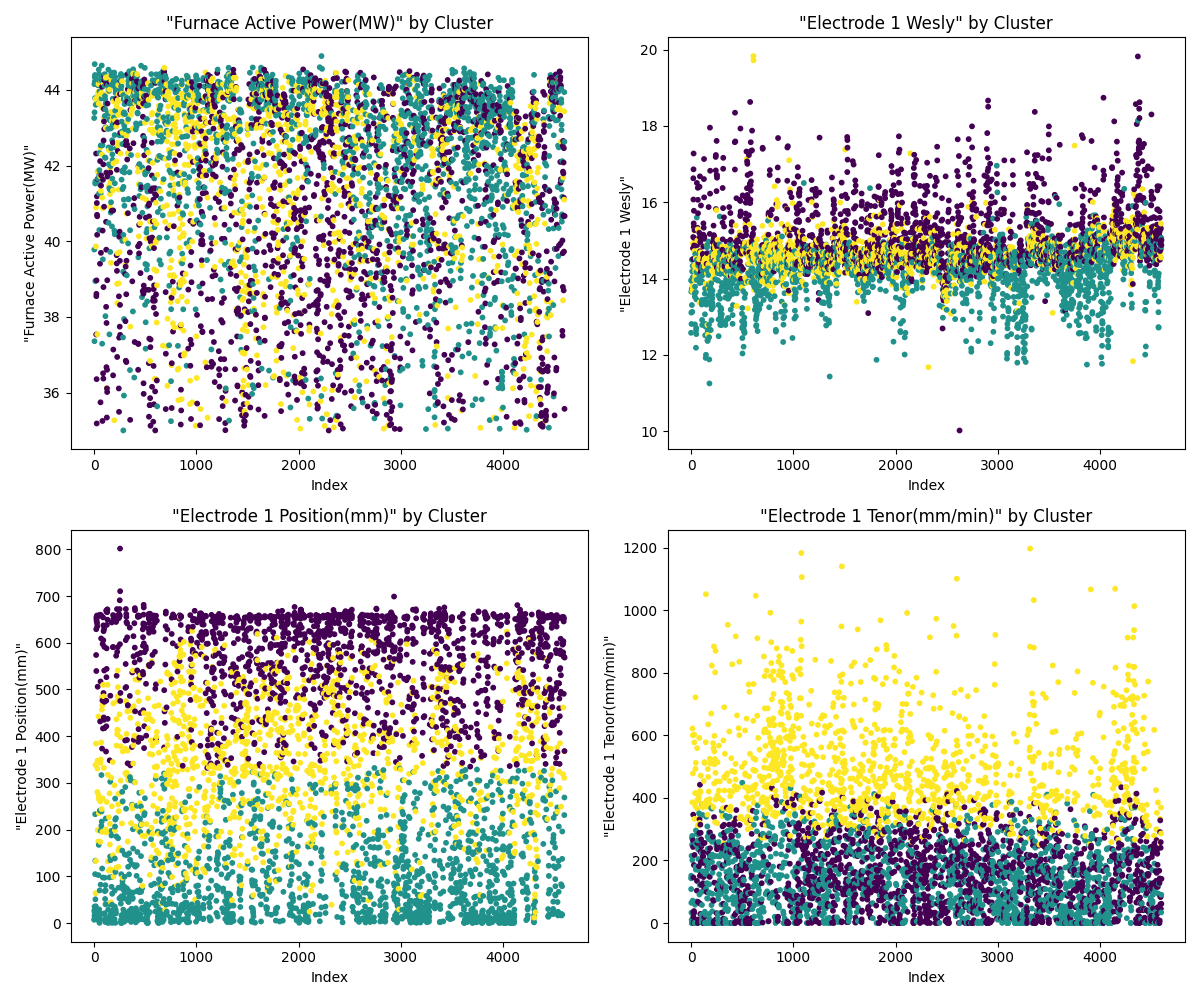 "Furnace Active Power(MW)" by Cluster
"Furnace Active Power(MW)"
44
42
40
38
36
0 1000 2000 3000 4000
Index
"Electrode 1 Wesly" by Cluster
"Electrode 1 Wesly"
20
18
16
14
12
10
0 1000 2000 3000 4000
Index
"Electrode 1 Position(mm)" by Cluster
"Electrode 1 Position(mm)"
800
700
600
500
400
300
200
100
0
0 1000 2000 3000 4000
Index
"Electrode 1 Tenor(mm/min)" by Cluster
"Electrode 1 Tenor(mm/min)"
1200
1000
800
600
400
200
0
0 1000 2000 3000 4000
Index